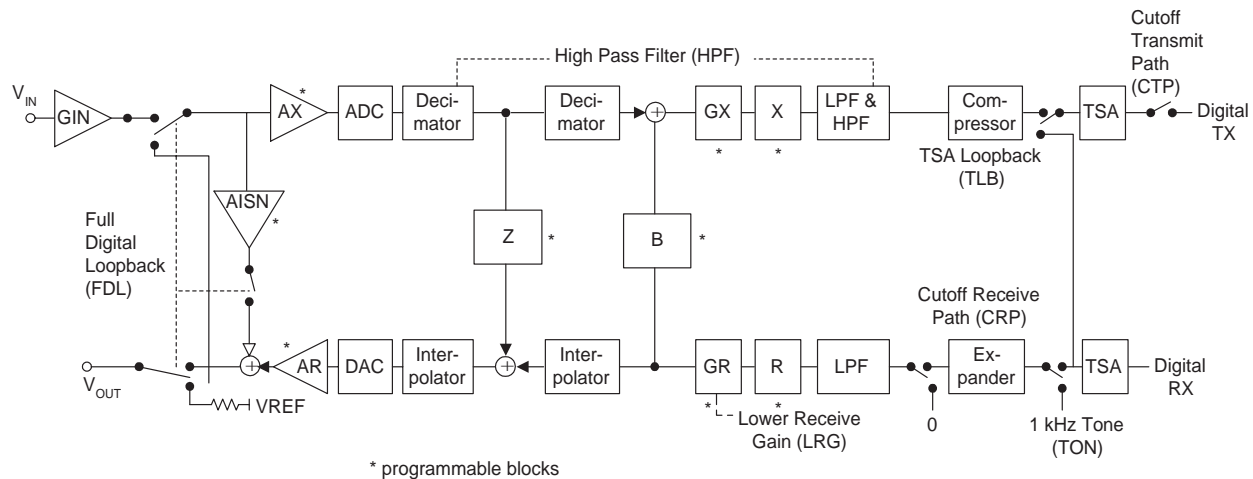 High Pass Filter (HPF)
Cutoff
Transmit
Path
(CTP)
V_IN
GIN
AX
*
ADC
Deci-
mator
Deci-
mator
+
GX
*
X
*
LPF &
HPF
Com-
pressor
TSA
Digital
TX
TSA Loopback
(TLB)
AISN
*
Full
Digital
Loopback
(FDL)
Z
*
B
*
Cutoff Receive
Path (CRP)
V_OUT
+
*
AR
DAC
Inter-
polator
+
Inter-
polator
GR
*
R
*
LPF
Ex-
pander
TSA
Digital
RX
VREF
Lower Receive
Gain (LRG)
0
1 kHz Tone
(TON)
* programmable blocks